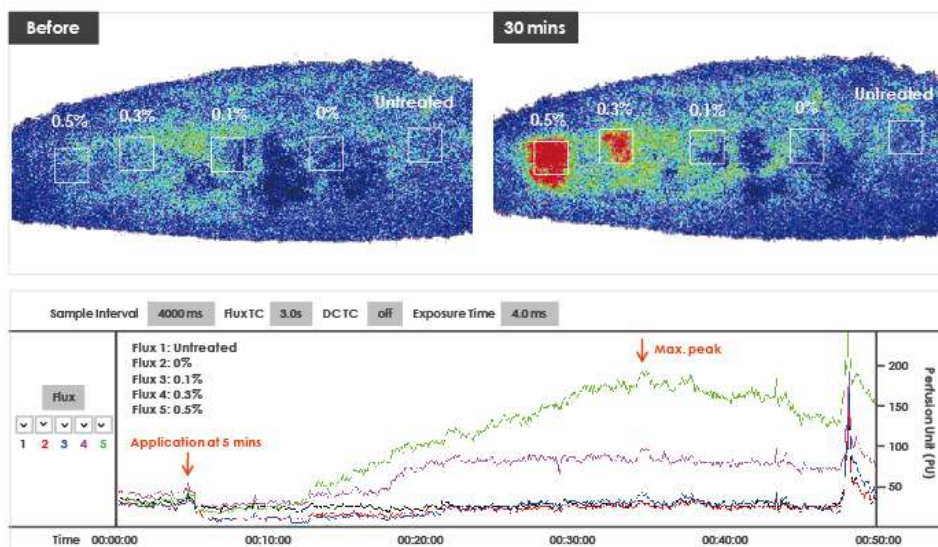 Before
30 mins
0.5% 0.3% 0.1% 0% Untreated
0.5% 0.3% 0.1% 0% Untreated
Sample Interval 4000 ms Flux TC 3.0s DC TC off Exposure Time 4.0 ms
Flux 1: Untreated
Flux 2: 0%
Flux 3: 0.1%
Flux 4: 0.3%
Flux 5: 0.5%
Max. peak
Flux
1 2 3 4 5
Application at 5 mins
200
150
100
50
Perfusion Unit (PU)
Time 00:00:00 00:10:00 00:20:00 00:30:00 00:40:00 00:50:00